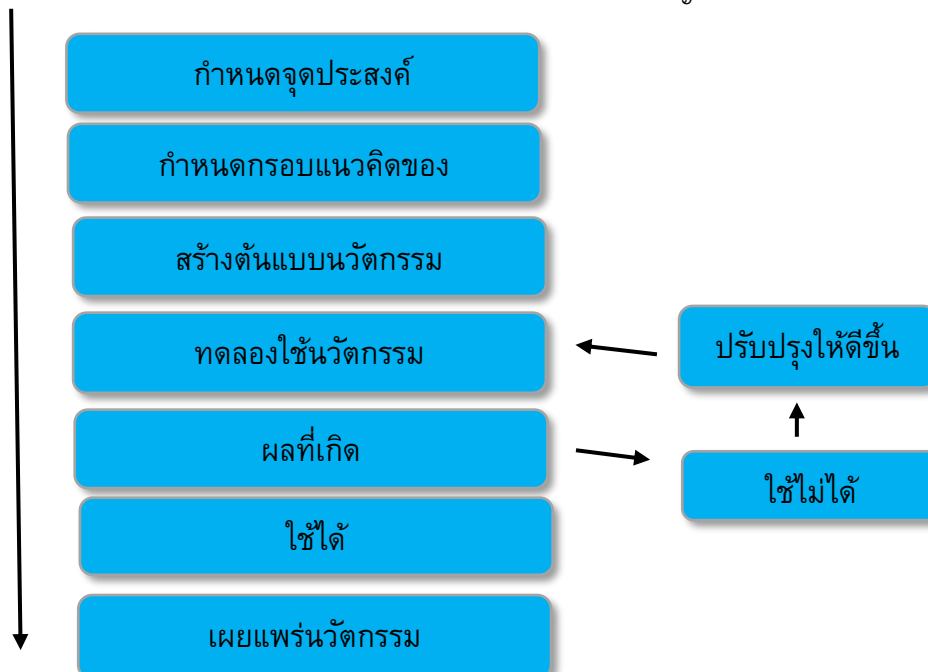 กำหนดจุดประสงค์
กำหนดกรอบแนวคิดของ
สร้างต้นแบบนวัตกรรม
ทดลองใช้นวัตกรรม
ปรับปรุงให้ดีขึ้น
ผลที่เกิด
ใช้ไม่ได้
ใช้ได้
เผยแพร่นวัตกรรม